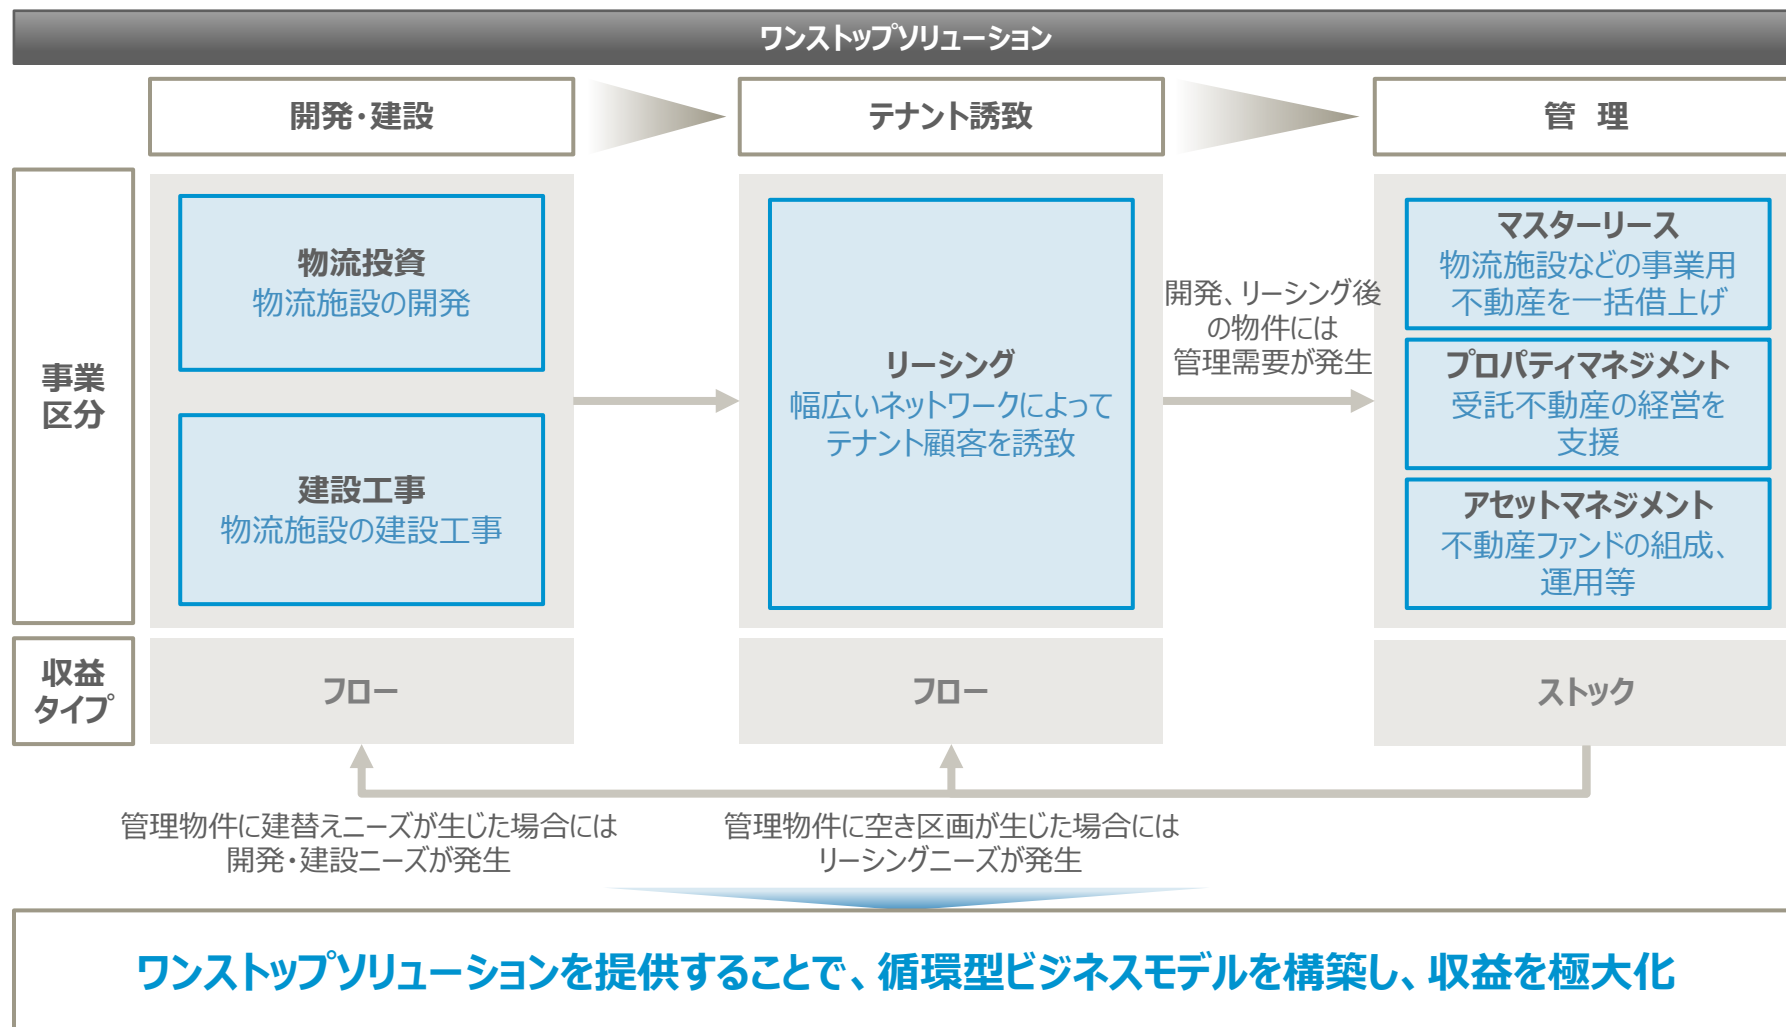 ワンストップソリューション
開発・建設
テナント誘致
管 理
事業
区分
物流投資
物流施設の開発
建設工事
物流施設の建設工事
リーシング
幅広いネットワークによって
テナント顧客を誘致
開発、リーシング後
の物件には
管理需要が発生
マスターリース
物流施設などの事業用
不動産を一括借上げ
プロパティマネジメント
受託不動産の経営を
支援
アセットマネジメント
不動産ファンドの組成、
運用等
収益
タイプ
フロー
フロー
ストック
管理物件に建替えニーズが生じた場合には
開発・建設ニーズが発生
管理物件に空き区画が生じた場合には
リーシングニーズが発生
ワンストップソリューションを提供することで、循環型ビジネスモデルを構築し、収益を極大化